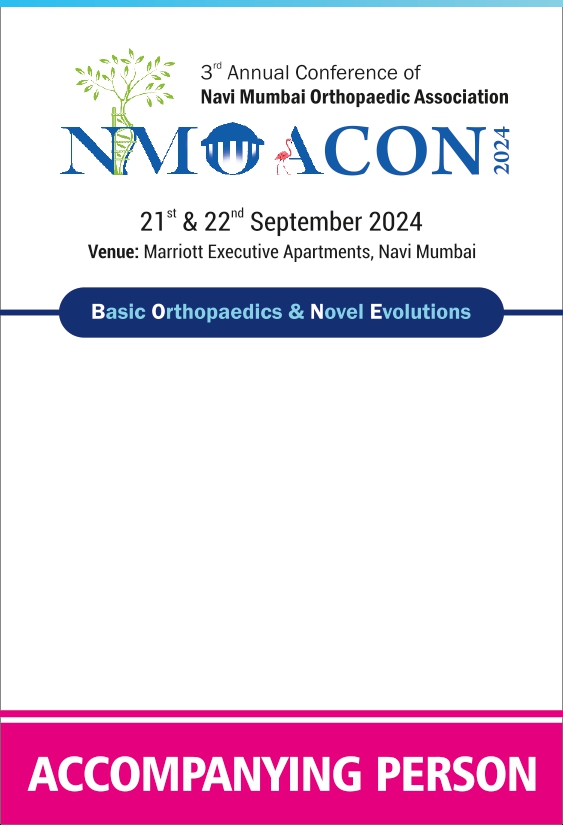 3rd Annual Conference of
Navi Mumbai Orthopaedic Association
NMOACON 2024
21st & 22nd September 2024
Venue: Marriott Executive Apartments, Navi Mumbai
Basic Orthopaedics & Novel Evolutions
ACCOMPANYING PERSON